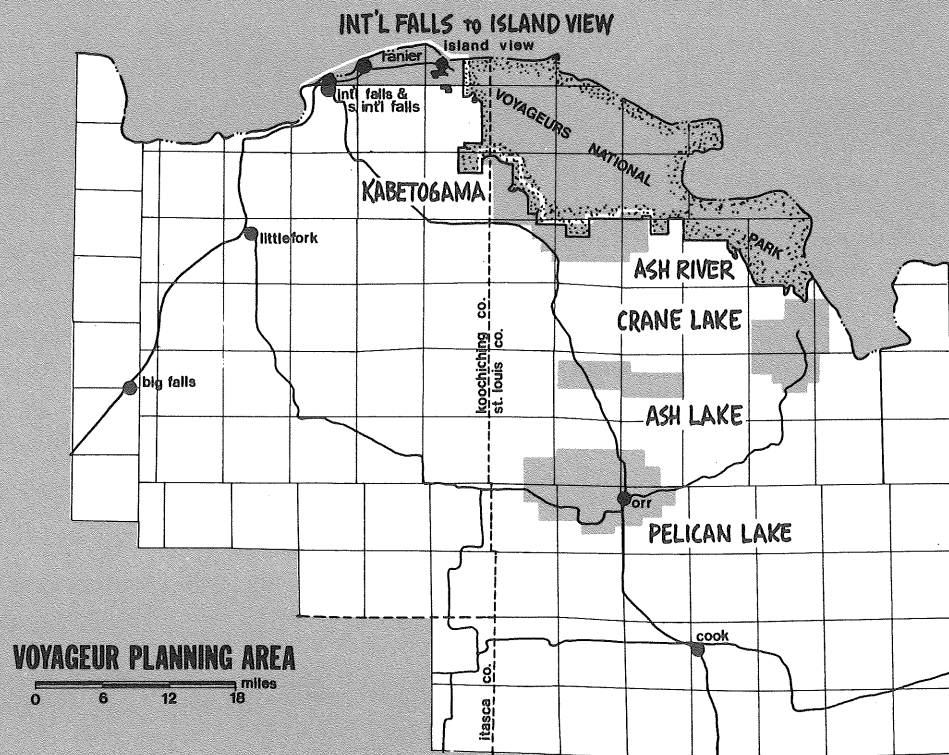 INT'L FALLS TO ISLAND VIEW
island view
ranier
int'l falls &
s. int'l falls
VOYAGEURS
NATIONAL
KABETOGAMA
littlefork
PARK
ASH RIVER
CRANE LAKE
koochiching co.
st. louis co.
big falls
ASH LAKE
orr
PELICAN LAKE
cook
VOYAGEUR PLANNING AREA
miles
0 6 12 18
itasca co.